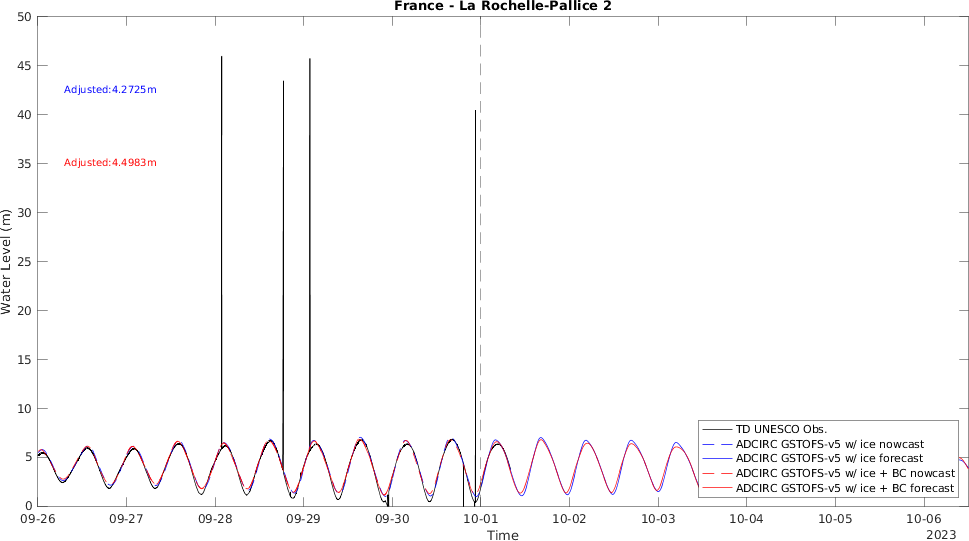 France - La Rochelle-Pallice 2
50
45
40
35
30
25
20
15
10
5
0
Water Level (m)
Adjusted:4.2725m
Adjusted:4.4983m
TD UNESCO Obs.
ADCIRC GSTOFS-v5 w/ ice nowcast
ADCIRC GSTOFS-v5 w/ ice forecast
ADCIRC GSTOFS-v5 w/ ice + BC nowcast
ADCIRC GSTOFS-v5 w/ ice + BC forecast
09-26 09-27 09-28 09-29 09-30 10-01 10-02 10-03 10-04 10-05 10-06
Time
2023